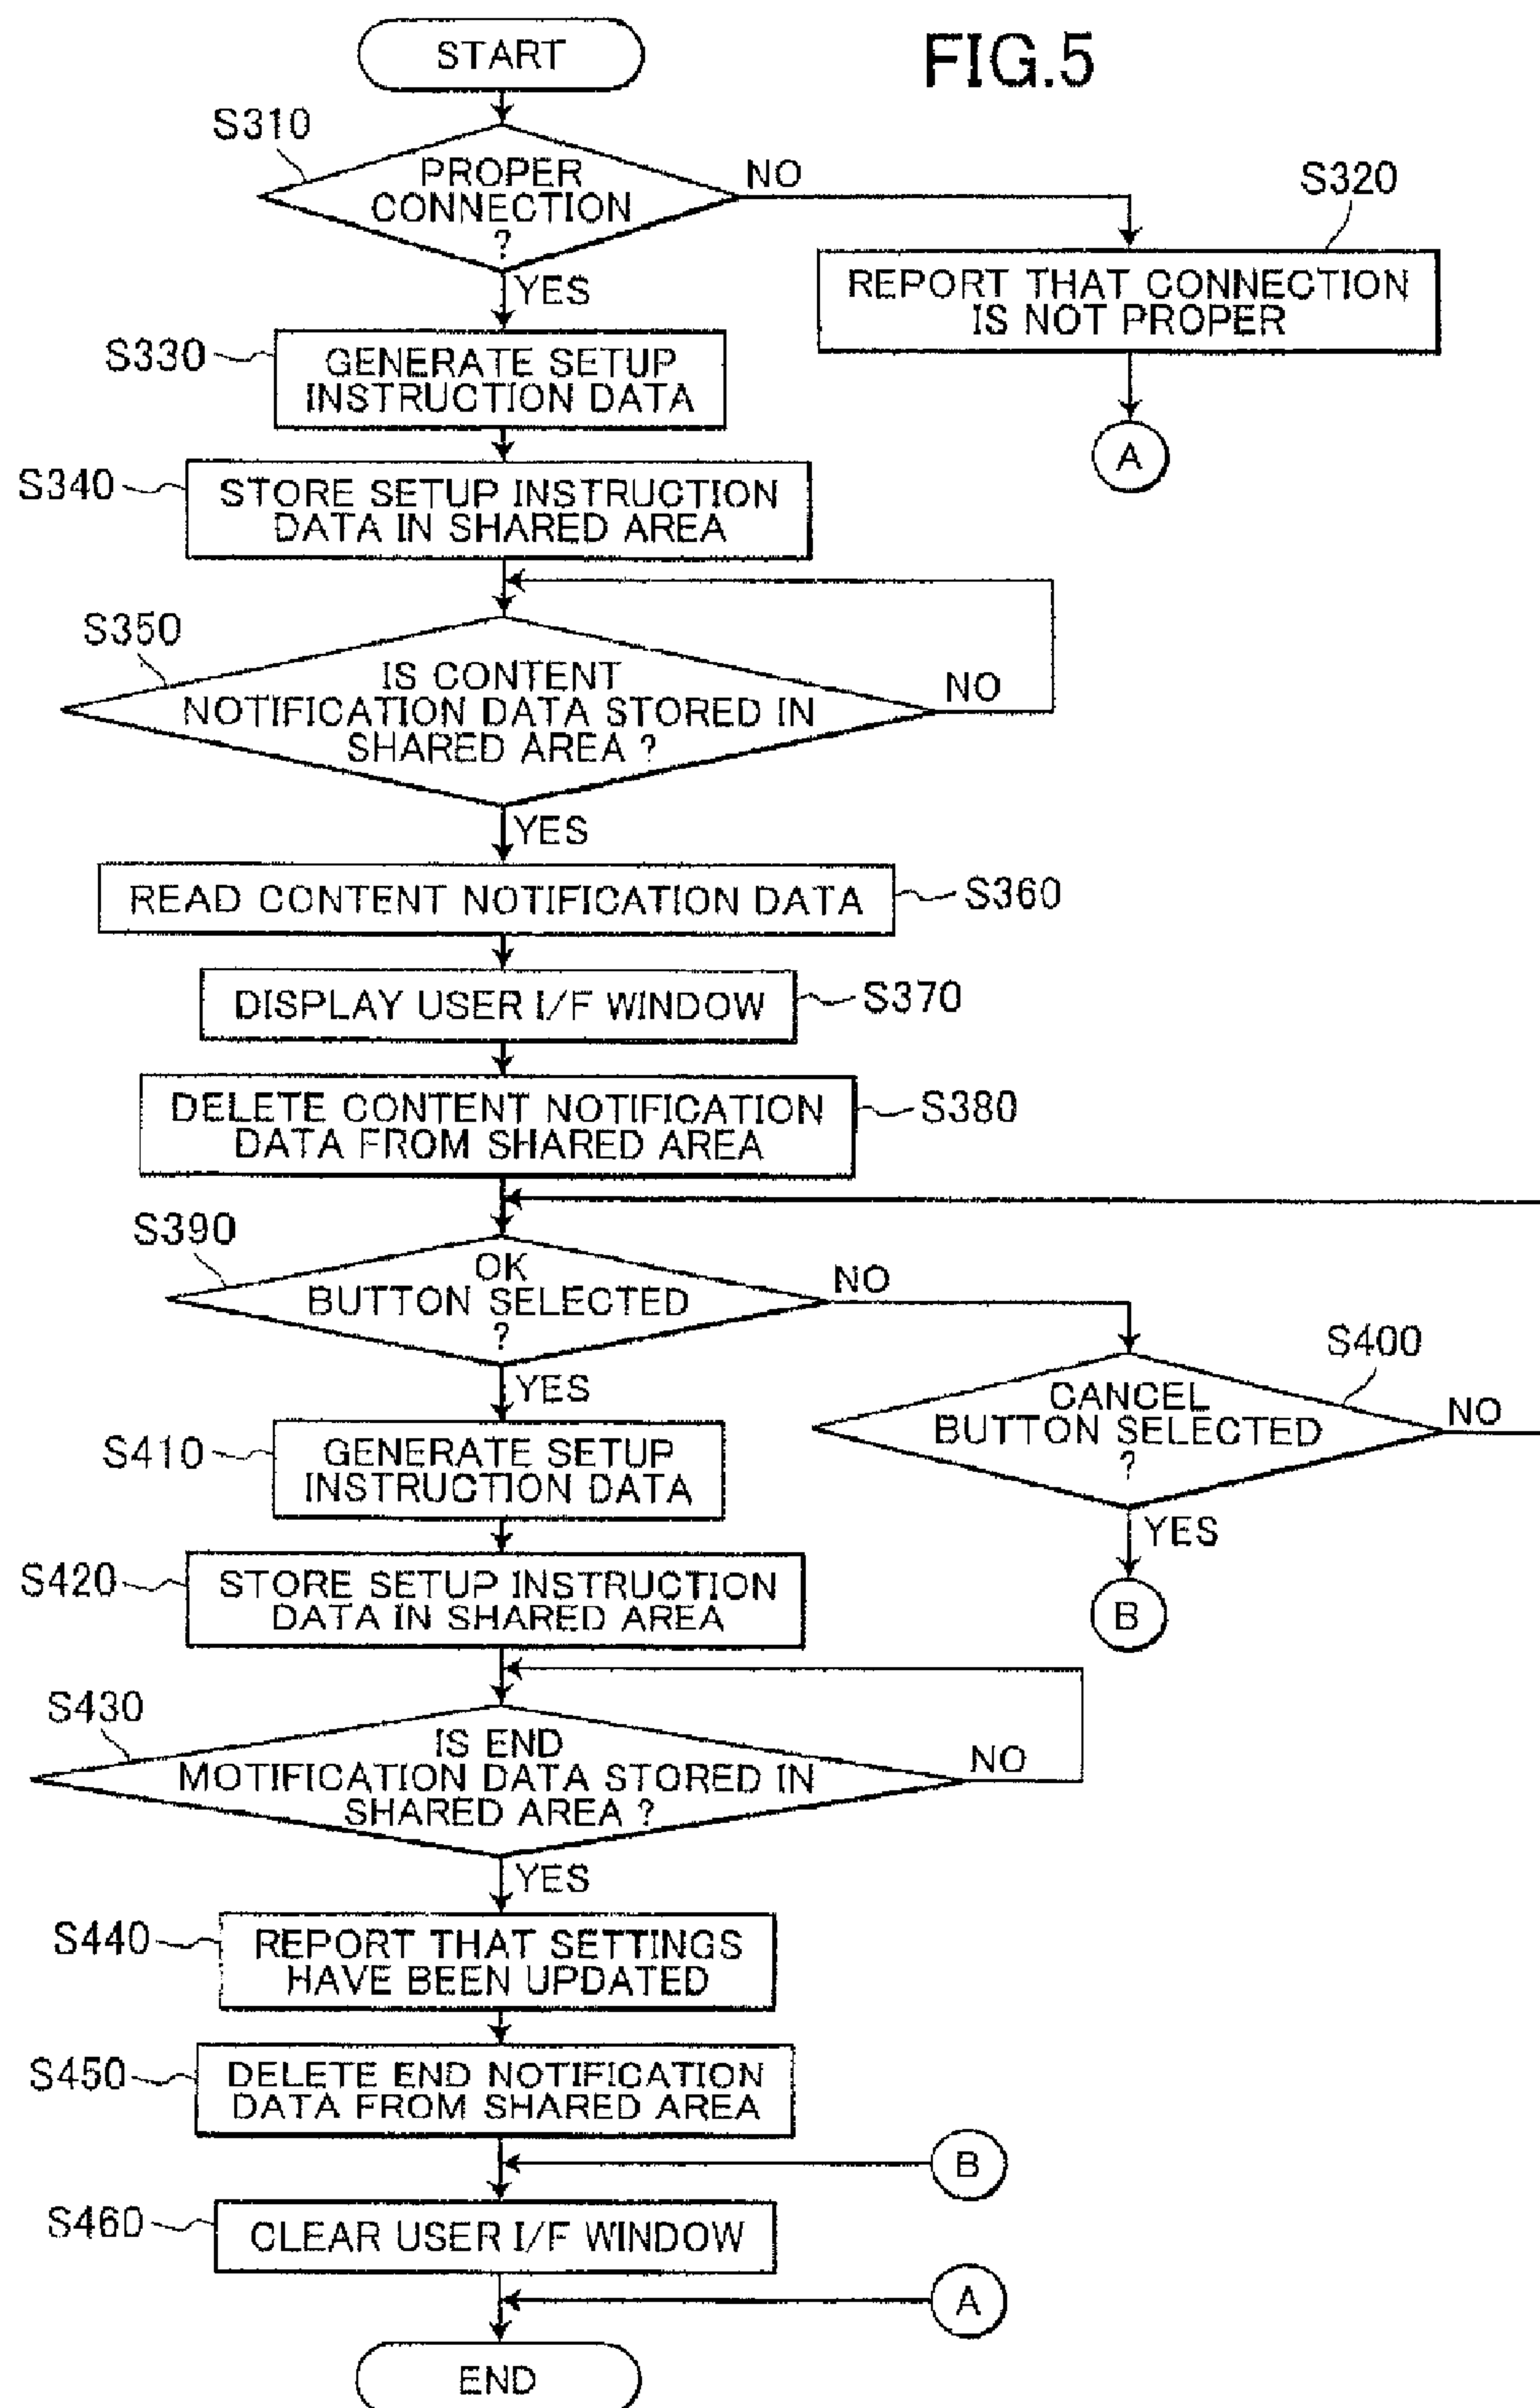 START
FIG.5
S310
PROPER
CONNECTION
?
NO
YES
S320
REPORT THAT CONNECTION
IS NOT PROPER
A
S330
GENERATE SETUP
INSTRUCTION DATA
S340
STORE SETUP INSTRUCTION
DATA IN SHARED AREA
S350
IS CONTENT
NOTIFICATION DATA STORED IN
SHARED AREA ?
NO
YES
READ CONTENT NOTIFICATION DATA
S360
DISPLAY USER I/F WINDOW
S370
DELETE CONTENT NOTIFICATION
DATA FROM SHARED AREA
S380
S390
OK
BUTTON SELECTED
?
NO
YES
S400
CANCEL
BUTTON SELECTED
?
NO
YES
B
S410
GENERATE SETUP
INSTRUCTION DATA
S420
STORE SETUP INSTRUCTION
DATA IN SHARED AREA
S430
IS END
MOTIFICATION DATA STORED IN
SHARED AREA ?
NO
YES
S440
REPORT THAT SETTINGS
HAVE BEEN UPDATED
S450
DELETE END NOTIFICATION
DATA FROM SHARED AREA
B
S460
CLEAR USER I/F WINDOW
A
END